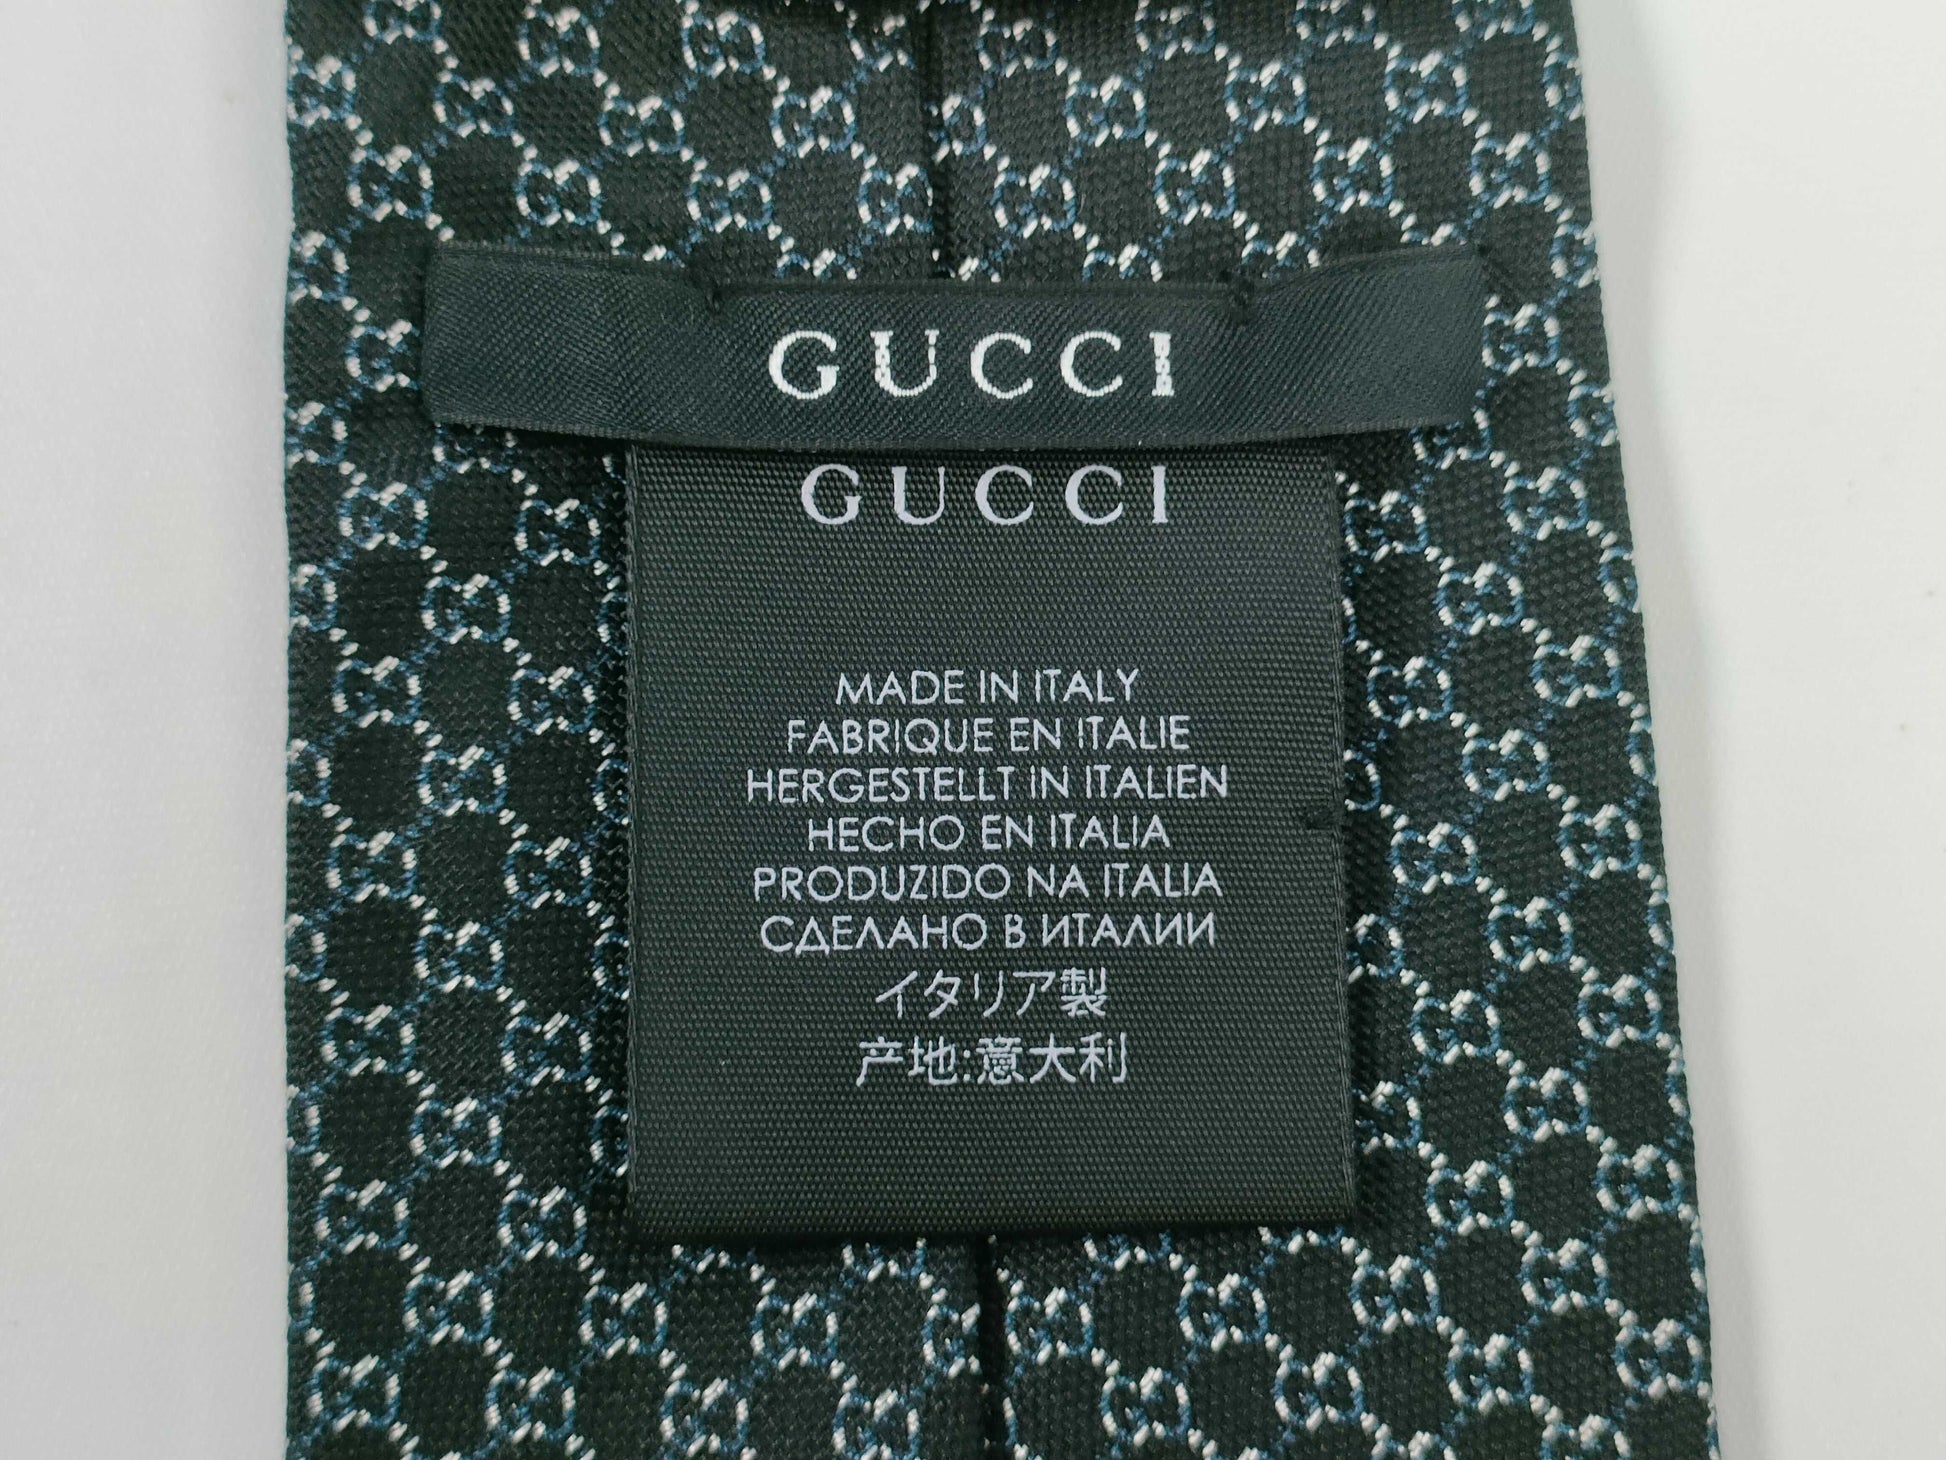 GUCCI
GUCCI
MADE IN ITALY
FABRIQUE EN ITALIE
HERGESTELLT IN ITALIEN
HECHO EN ITALIA
PRODUZIDO NA ITALIA
СДЕЛАНО В ИТАЛИИ
イタリア製
产地:意大利